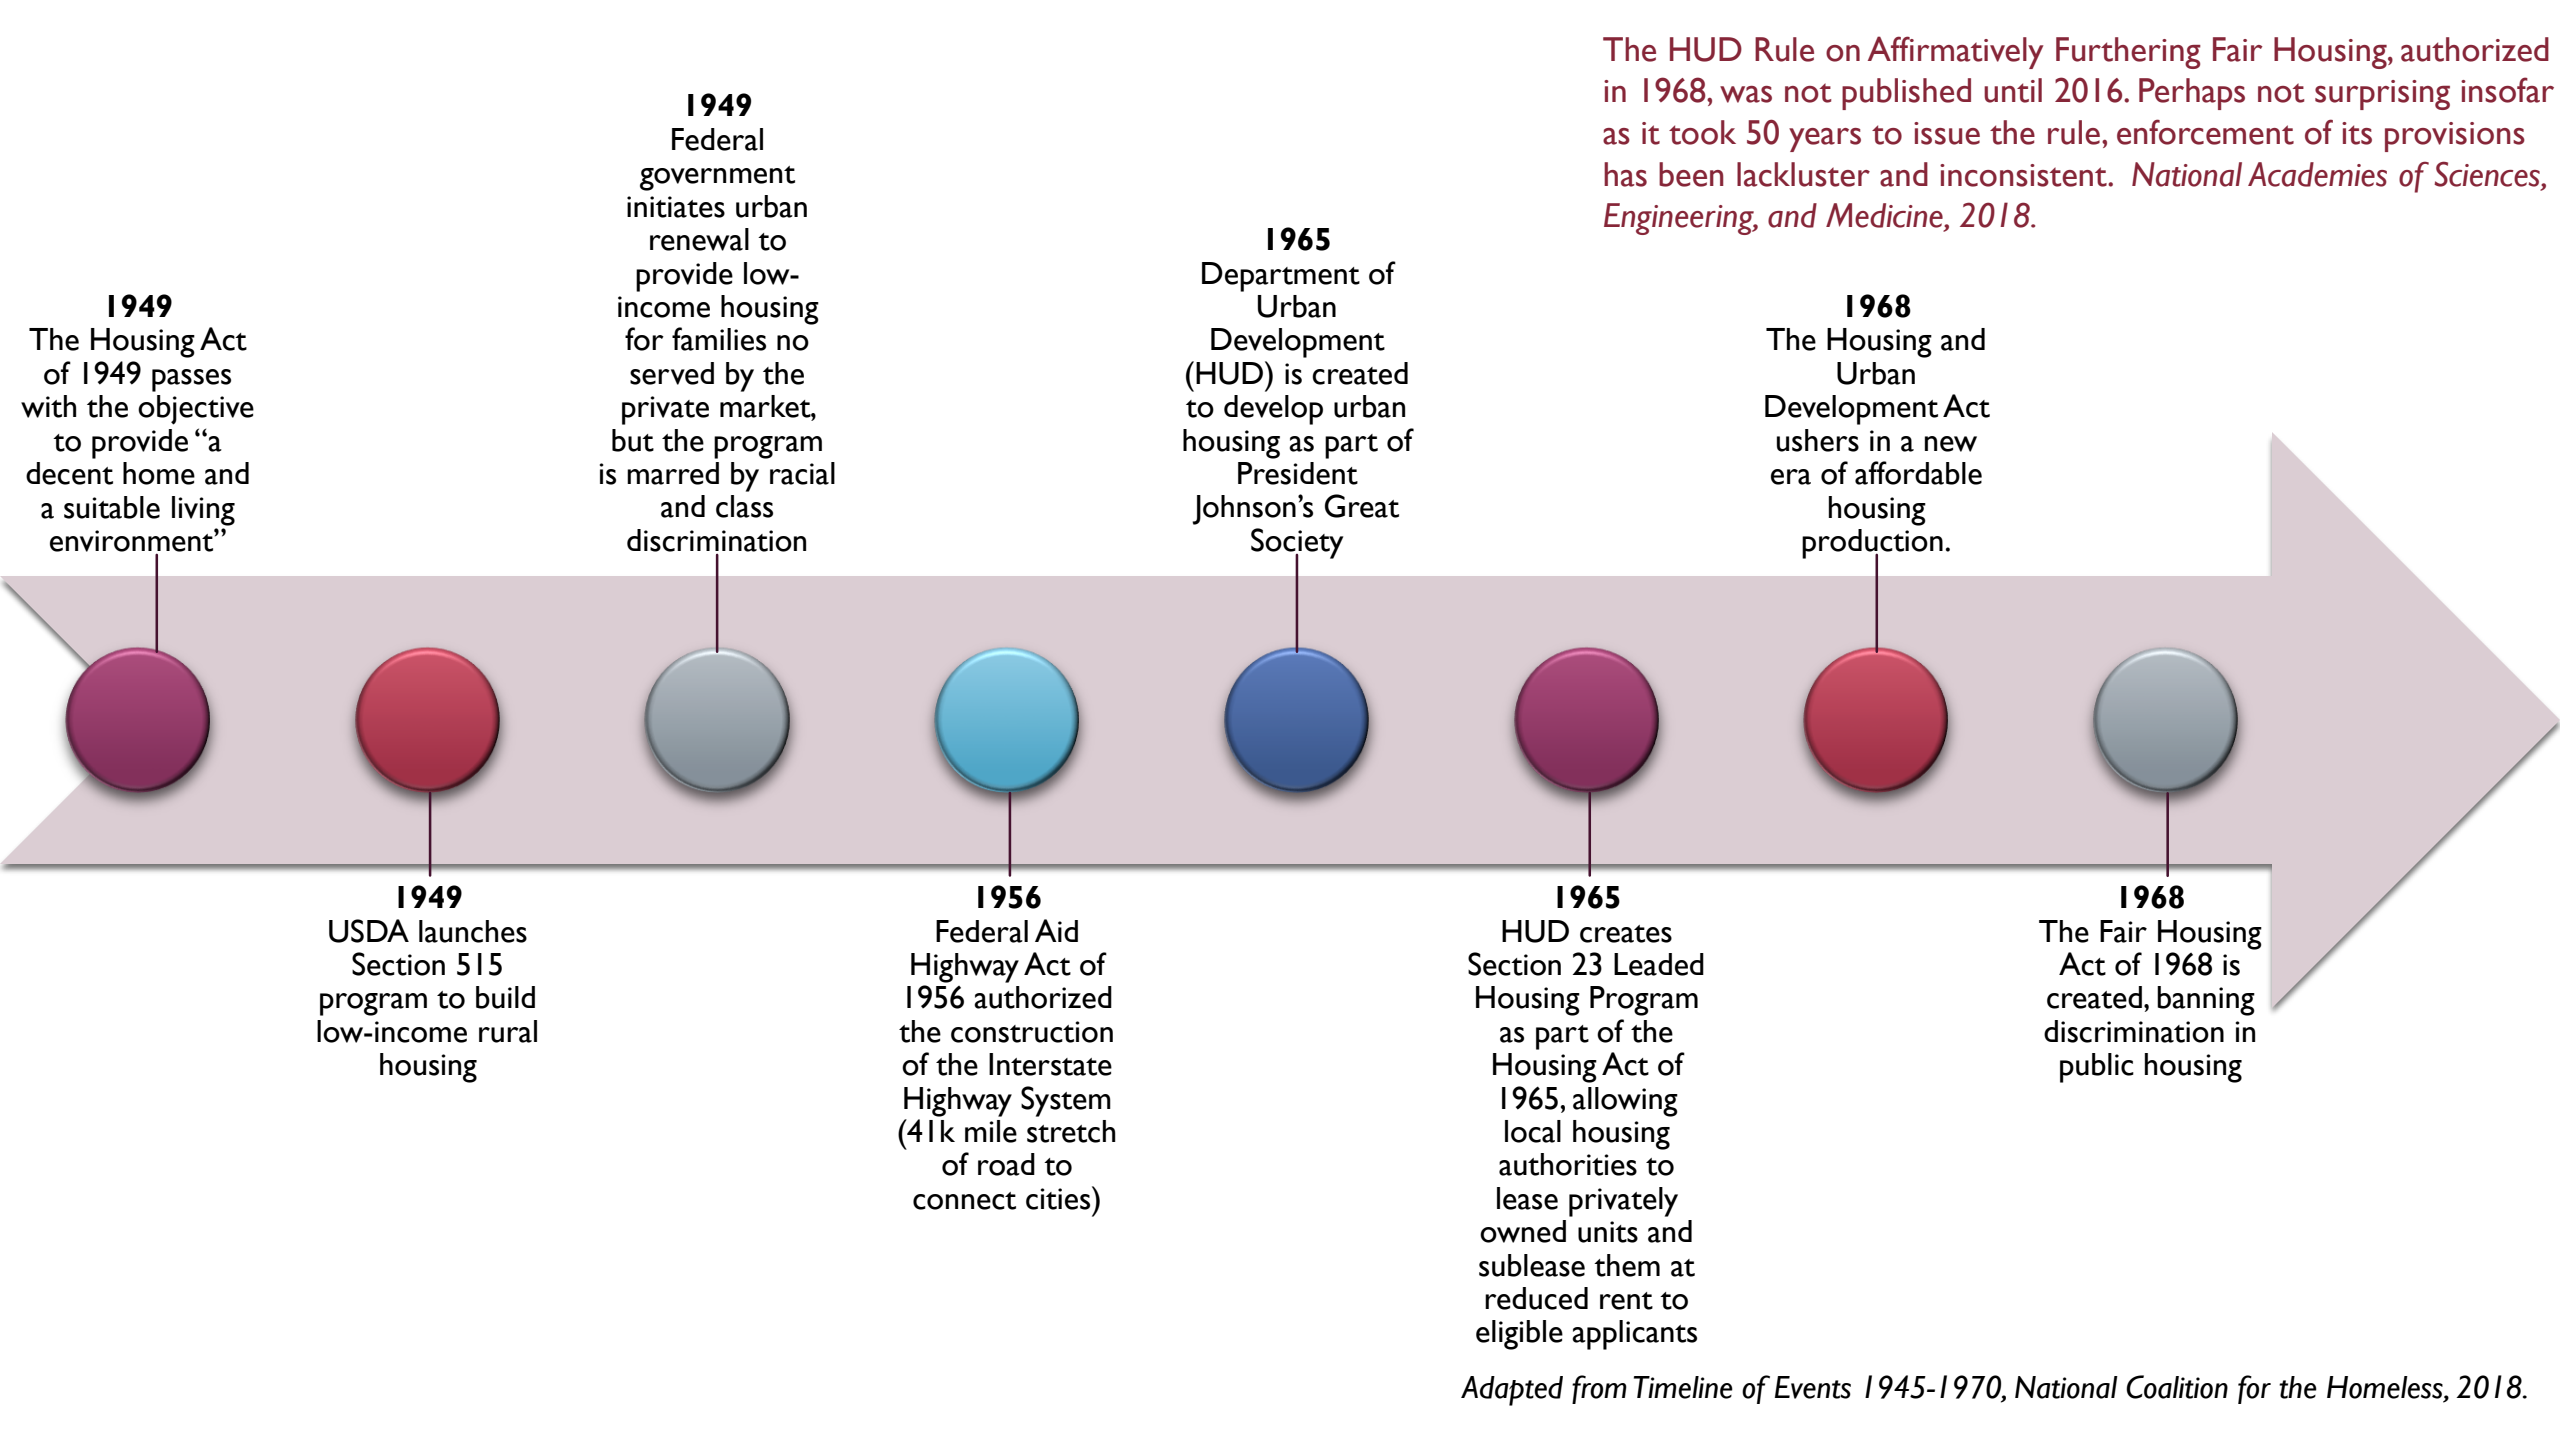 The HUD Rule on Affirmatively Furthering Fair Housing, authorized
in 1968, was not published until 2016. Perhaps not surprising insofar
as it took 50 years to issue the rule, enforcement of its provisions
has been lackluster and inconsistent. National Academies of Sciences,
Engineering, and Medicine, 2018.
1949
The Housing Act
of 1949 passes
with the objective
to provide “a
decent home and
a suitable living
environment”
1949
USDA launches
Section 515
program to build
low-income rural
housing
1949
Federal
government
initiates urban
renewal to
provide low-
income housing
for families no
served by the
private market,
but the program
is marred by racial
and class
discrimination
1956
Federal Aid
Highway Act of
1956 authorized
the construction
of the Interstate
Highway System
(41k mile stretch
of road to
connect cities)
1965
Department of
Urban
Development
(HUD) is created
to develop urban
housing as part of
President
Johnson’s Great
Society
1965
HUD creates
Section 23 Leaded
Housing Program
as part of the
Housing Act of
1965, allowing
local housing
authorities to
lease privately
owned units and
sublease them at
reduced rent to
eligible applicants
1968
The Housing and
Urban
Development Act
ushers in a new
era of affordable
housing
production.
1968
The Fair Housing
Act of 1968 is
created, banning
discrimination in
public housing
Adapted from Timeline of Events 1945-1970, National Coalition for the Homeless, 2018.